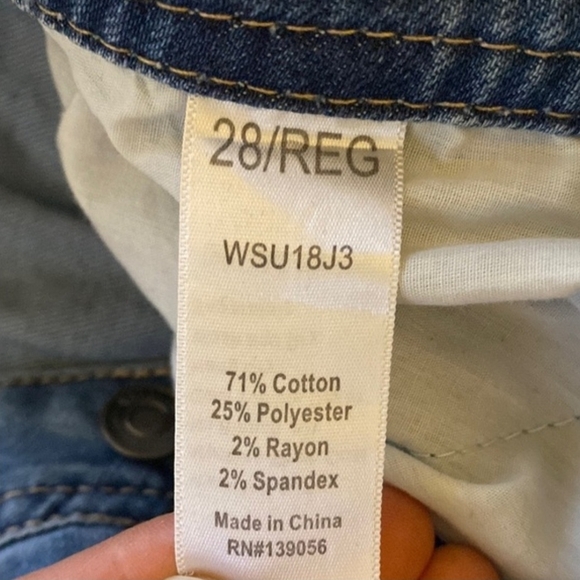 28/REG
WSU18J3
71% Cotton
25% Polyester
2% Rayon
2% Spandex
Made in China
RN#139056